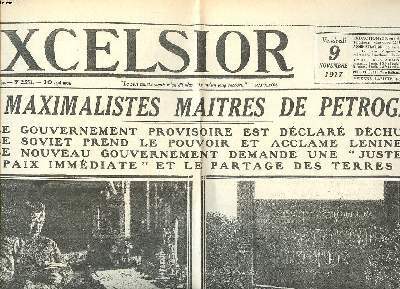 XCELSIOR
Vendredi
9
NOVEMBRE
1917
MAXIMALISTES MAITRES DE PETROG
E GOUVERNEMENT PROVISOIRE EST DÉCLARÉ DÉCHU
E SOVIET PREND LE POUVOIR ET ACCLAME LENINE
E NOUVEAU GOUVERNEMENT DEMANDE UNE "JUSTE
PAIX IMMÉDIATE" ET LE PARTAGE DES TERRES